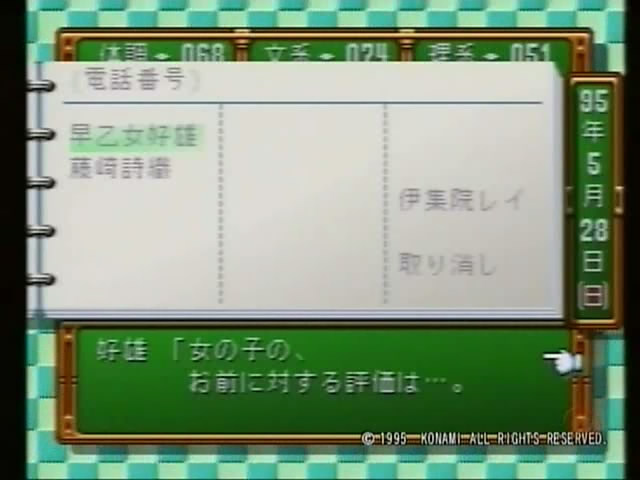 体調 068 文系 024 理系 051
(電話番号)
早乙女好雄
藤崎詩織
伊集院レイ
取り消し
95
年
5
月
28
日
(日)
好雄「女の子の、
お前に対する評価は…。
© 1995 KONAMI ALL RIGHTS RESERVED.